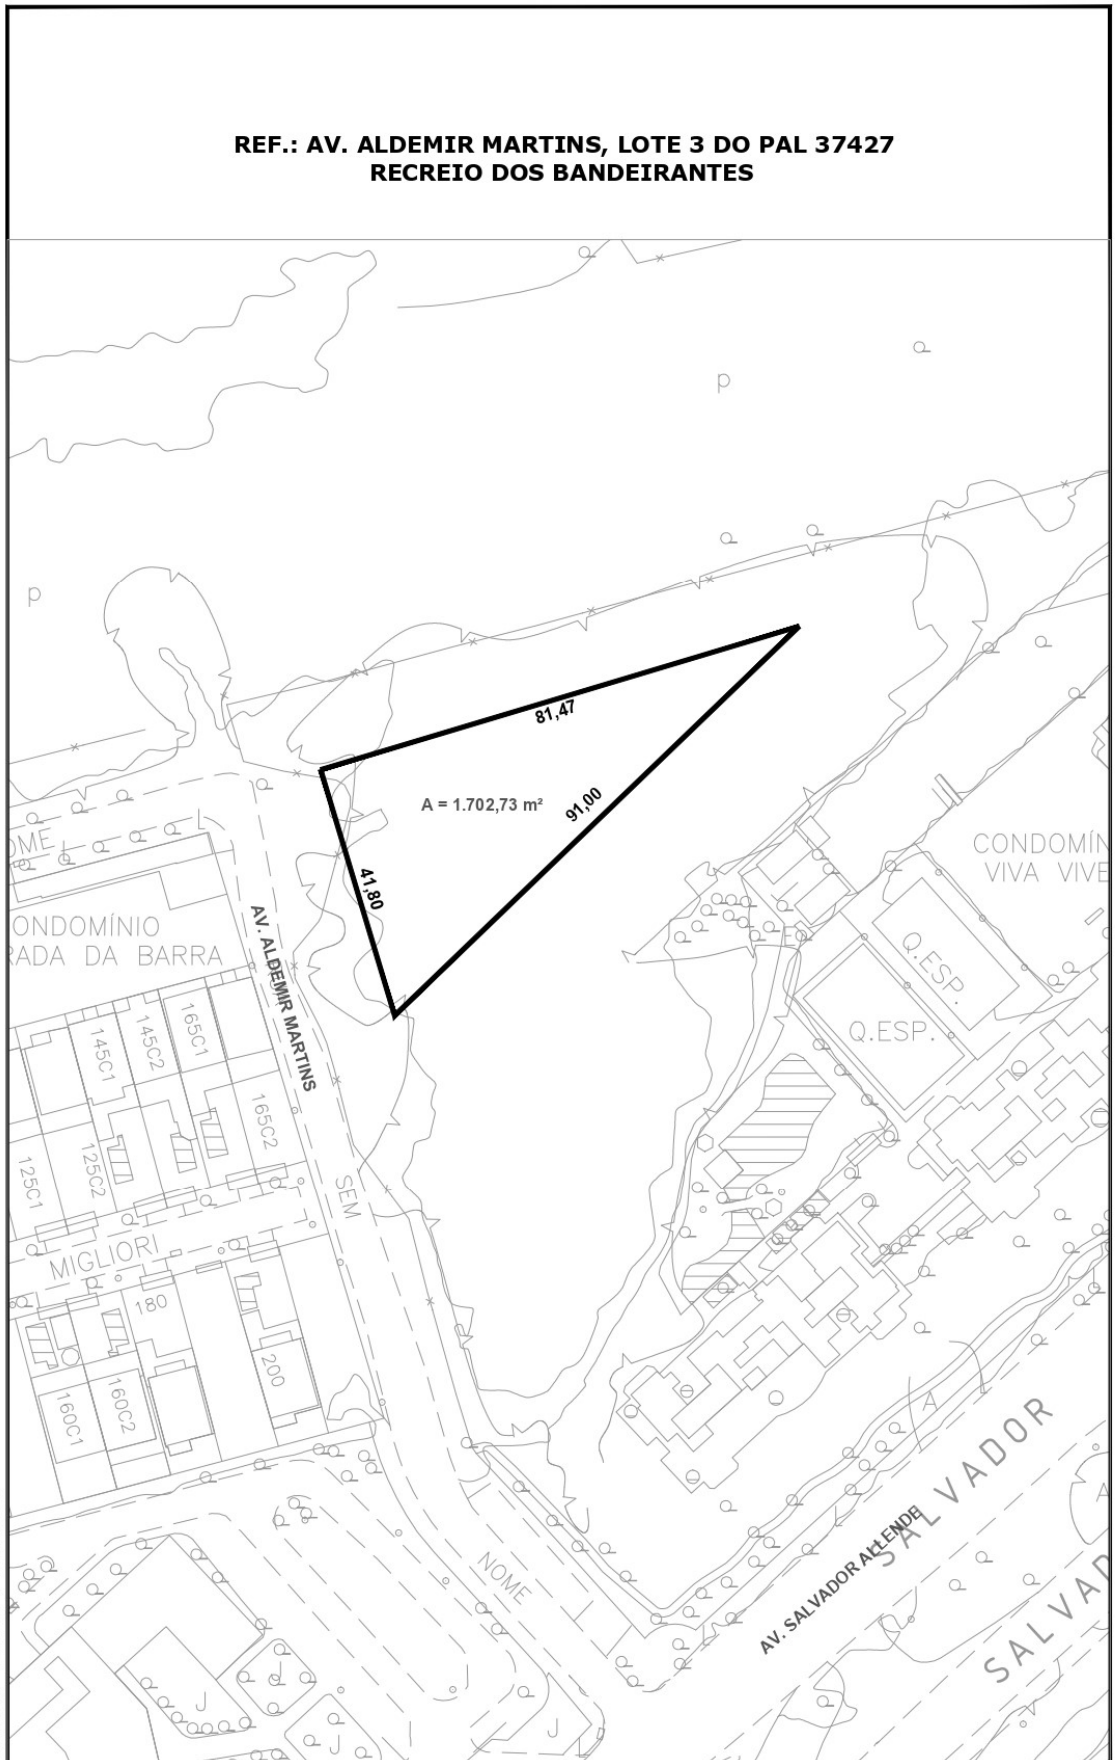 REF.: AV. ALDEMIR MARTINS, LOTE 3 DO PAL 37427
RECREIO DOS BANDEIRANTES
p
p
81,47
A = 1.702,73 m²
91,00
41,80
OME
CONDOMÍN
VIVA VIVE
ONDOMÍNIO
RADA DA BARRA
AV. ALDEMIR MARTINS
Q.ESP.
Q.ESP.
145C1
145C2
165C1
165C2
125C1
125C2
SEM
MIGLIORI
180
200
160C1
160C2
A
SALVADOR
A
NOME
AV. SALVADOR ALLENDE
SALVAD
J
J
J
J
J